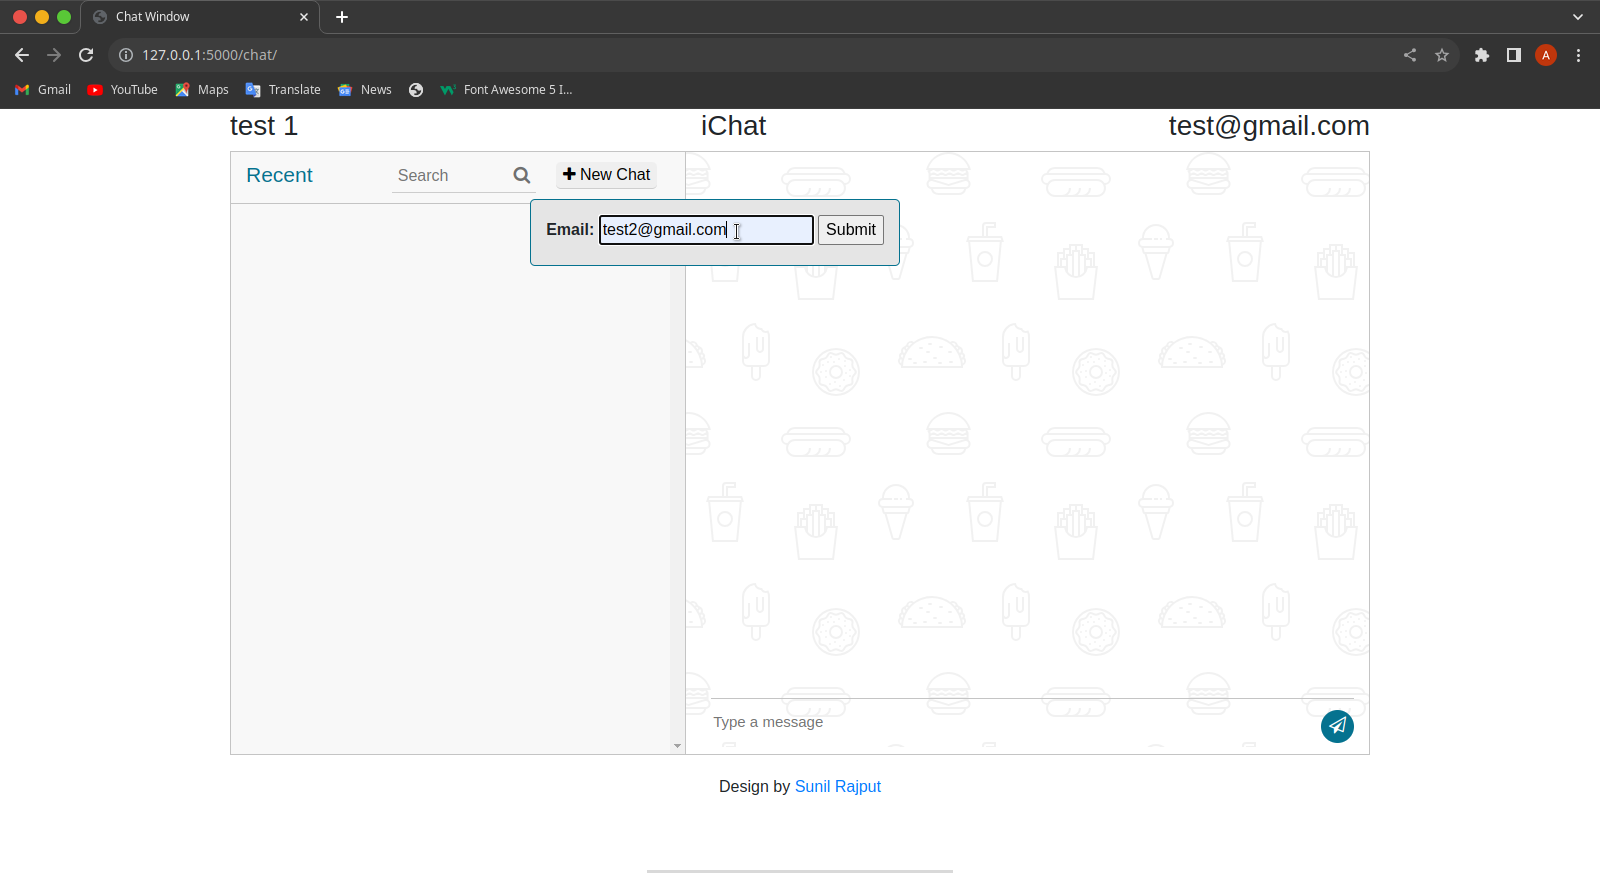 Chat Window
127.0.0.1:5000/chat/
A
Gmail YouTube Maps Translate News Font Awesome 5 I...
test 1 iChat test@gmail.com
Recent Search New Chat
Email: test2@gmail.com Submit
Type a message
Design by Sunil Rajput